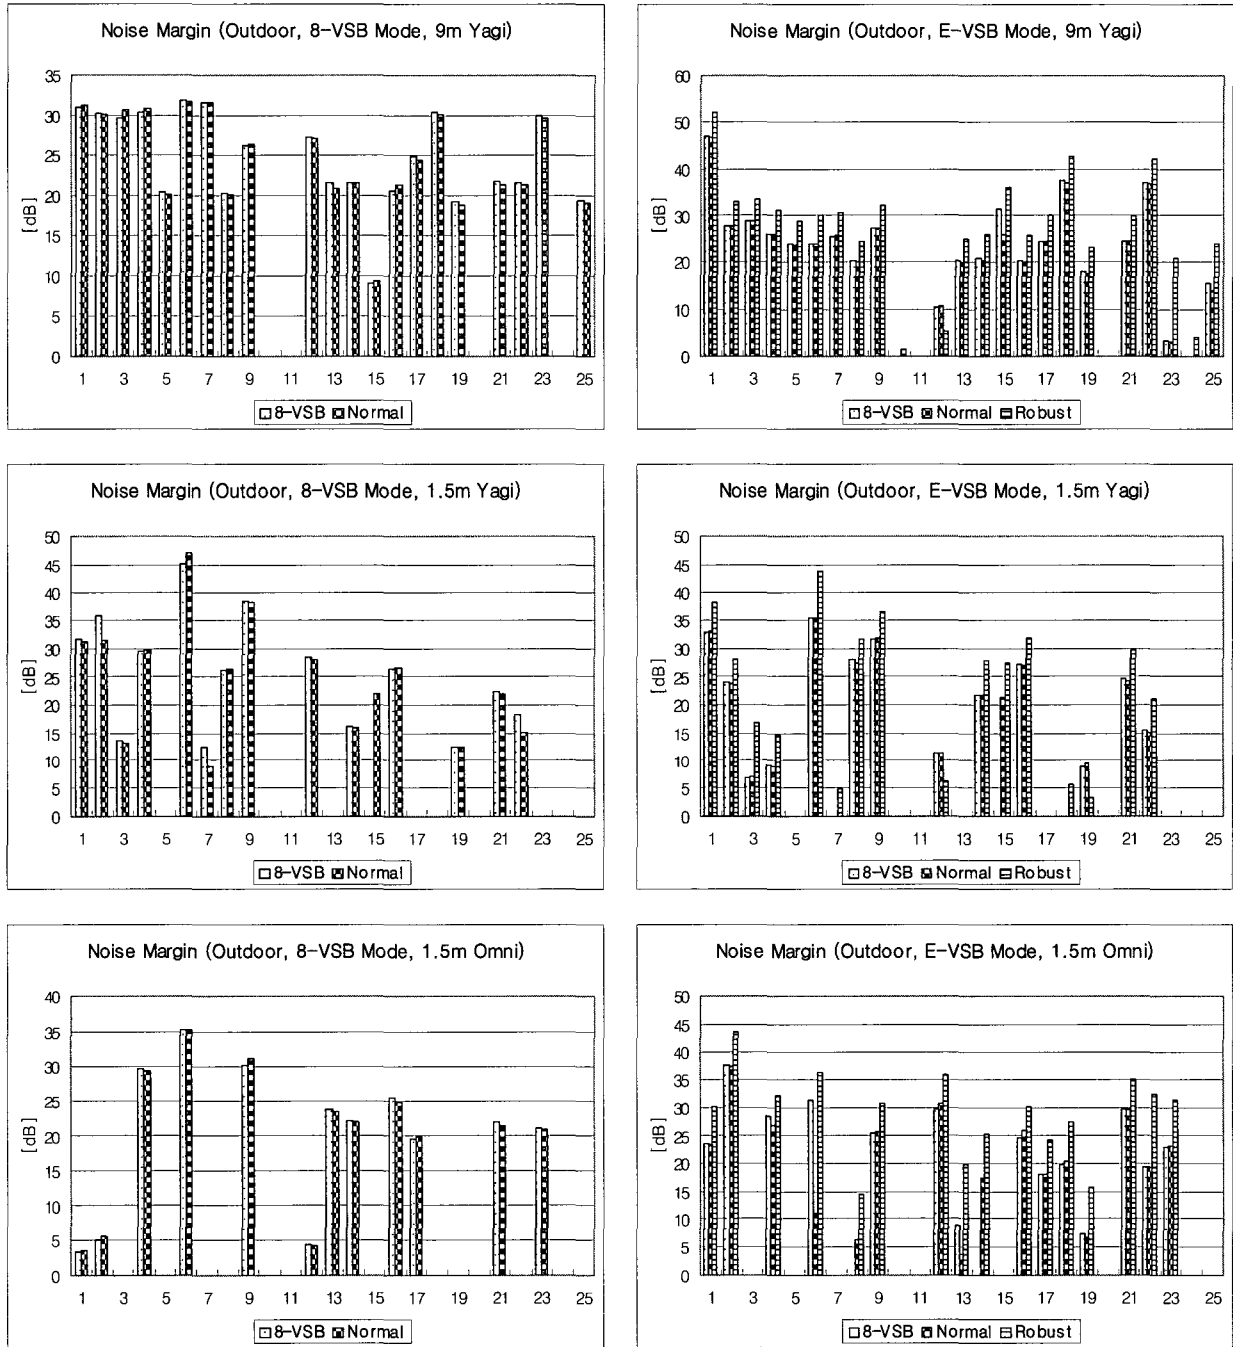 Noise Margin (Outdoor, 8-VSB Mode, 9m Yagi)
35
30
25
20
15
10
5
0
[dB]
1 3 5 7 9 11 13 15 17 19 21 23 25
8-VSB Normal
Noise Margin (Outdoor, E-VSB Mode, 9m Yagi)
60
50
40
30
20
10
0
[dB]
1 3 5 7 9 11 13 15 17 19 21 23 25
8-VSB Normal Robust
Noise Margin (Outdoor, 8-VSB Mode, 1.5m Yagi)
50
45
40
35
30
25
20
15
10
5
0
[dB]
1 3 5 7 9 11 13 15 17 19 21 23 25
8-VSB Normal
Noise Margin (Outdoor, E-VSB Mode, 1.5m Yagi)
50
45
40
35
30
25
20
15
10
5
0
[dB]
1 3 5 7 9 11 13 15 17 19 21 23 25
8-VSB Normal Robust
Noise Margin (Outdoor, 8-VSB Mode, 1.5m Omni)
40
35
30
25
20
15
10
5
0
[dB]
1 3 5 7 9 11 13 15 17 19 21 23 25
8-VSB Normal
Noise Margin (Outdoor, E-VSB Mode, 1.5m Omni)
50
45
40
35
30
25
20
15
10
5
0
[dB]
1 3 5 7 9 11 13 15 17 19 21 23 25
8-VSB Normal Robust